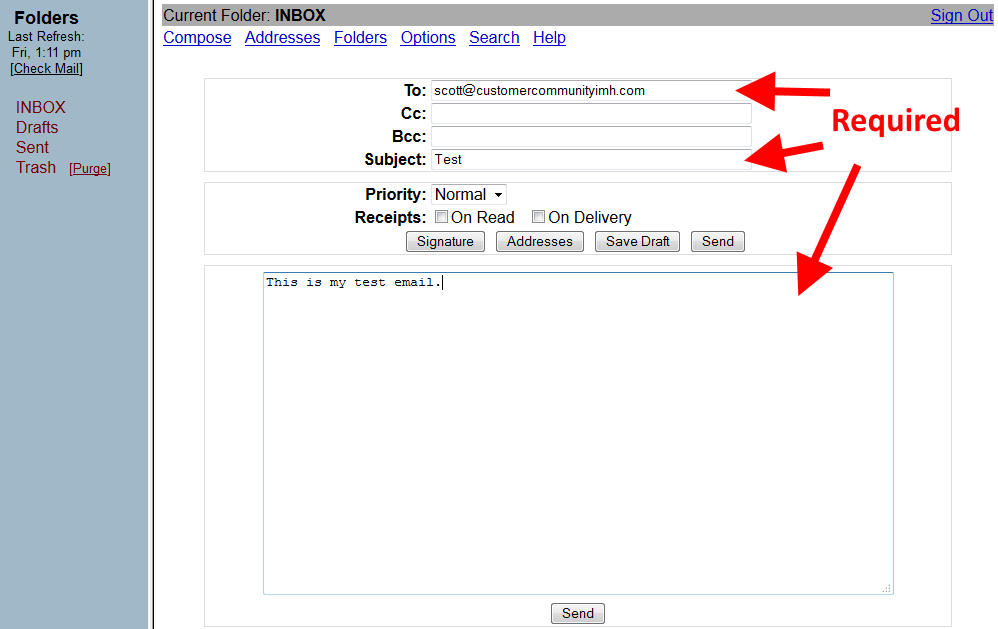 Folders
Last Refresh:
Fri, 1:11 pm
[Check Mail]
INBOX
Drafts
Sent
Trash [Purge]
Current Folder: INBOX Sign Out
Compose Addresses Folders Options Search Help
To: scott@customercommunityimh.com
Cc:
Bcc:
Subject: Test
Required
Priority: Normal
Receipts: On Read On Delivery
Signature Addresses Save Draft Send
This is my test email.
Send